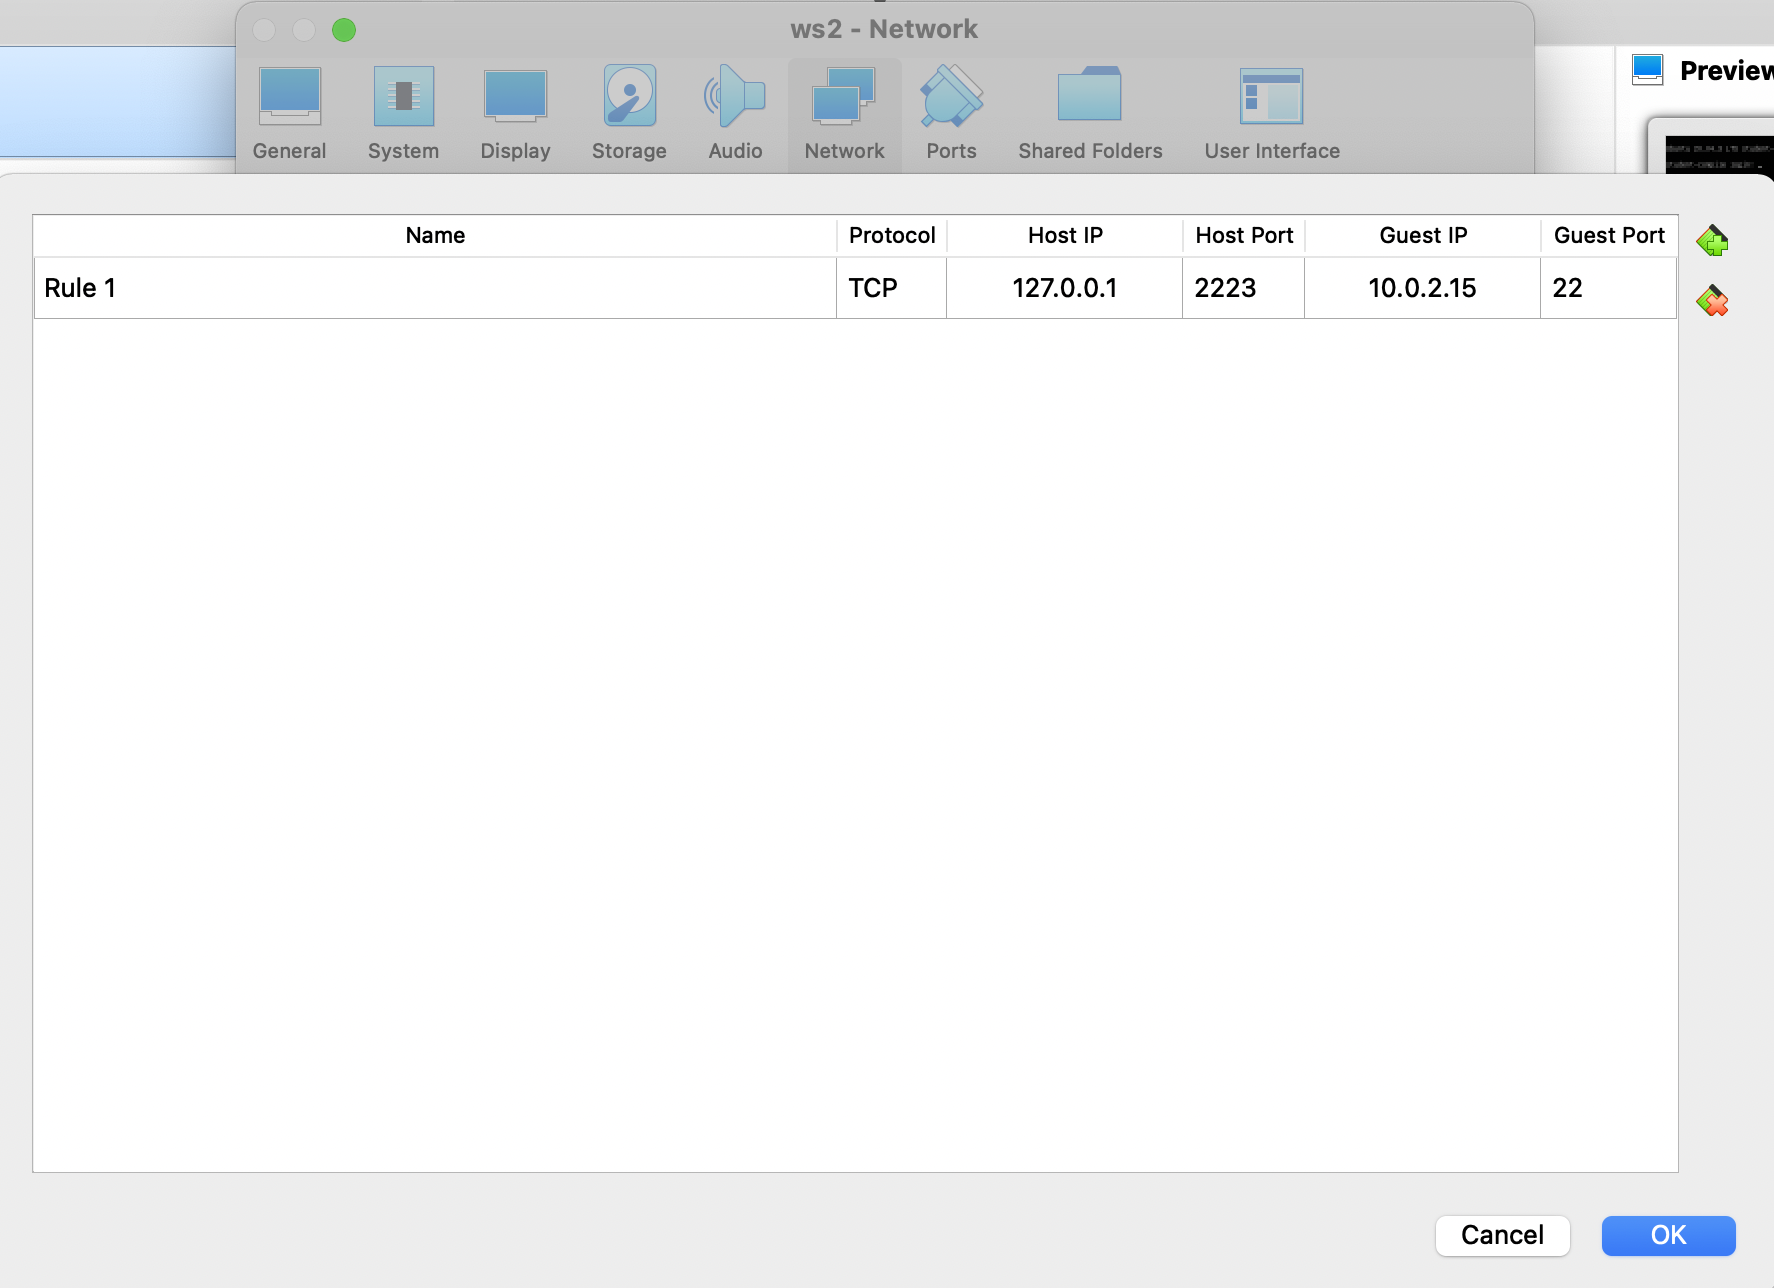 ws2 - Network
General System Display Storage Audio Network Ports Shared Folders User Interface
Preview
Name Protocol Host IP Host Port Guest IP Guest Port
Rule 1 TCP 127.0.0.1 2223 10.0.2.15 22
Cancel OK